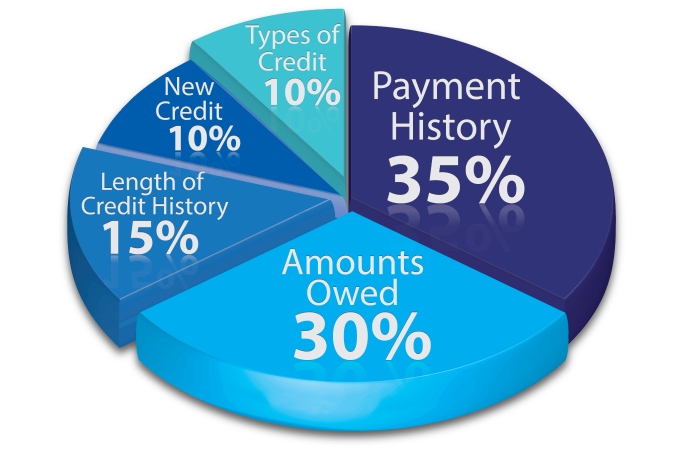 Types of
Credit
10%
Payment
History
35%
New
Credit
10%
Length of
Credit History
15%
Amounts
Owed
30%